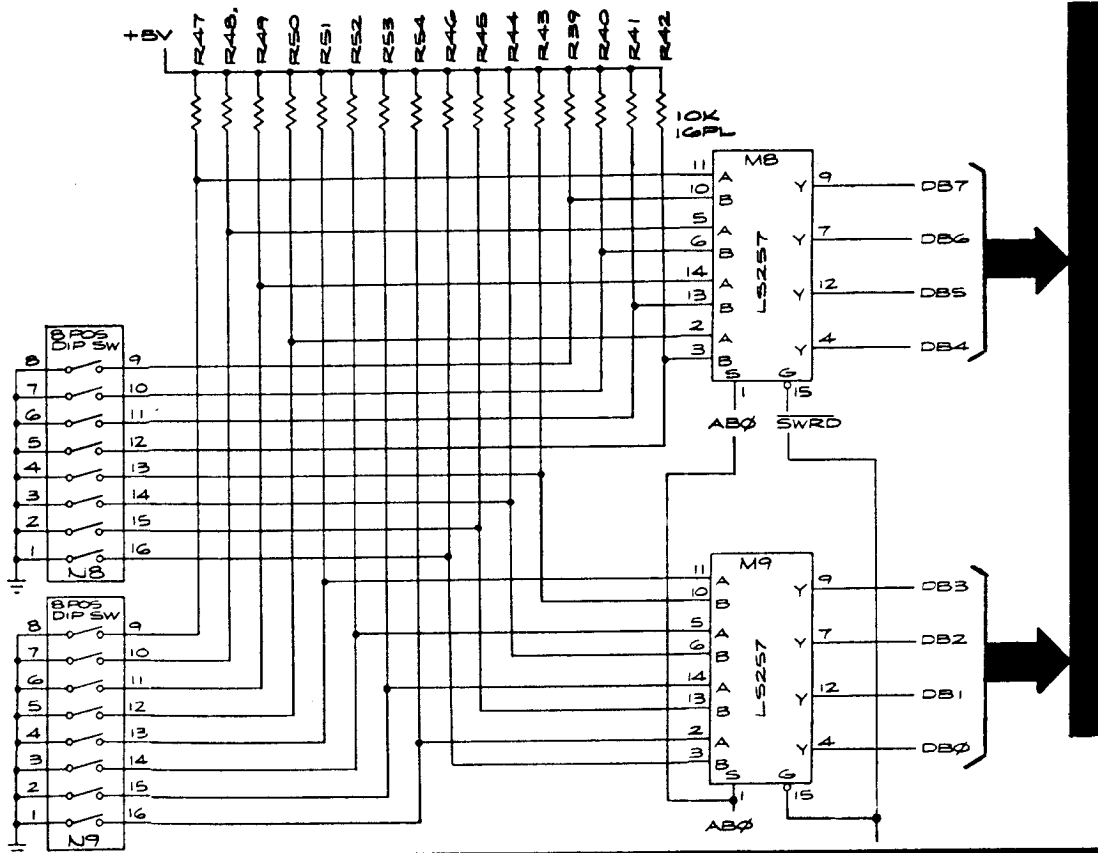 +5V
R47
R48
R49
R50
R51
R52
R53
R54
R46
R45
R44
R43
R39
R40
R41
R42
10K
16PL
M8
LS257
11 A
10 B
5 A
6 B
14 A
13 B
2 A
3 B
Y 9 DB7
Y 7 DB6
Y 12 DB5
Y 4 DB4
S G
1 15
ABØ SWRD
8 POS
DIP SW
8 9
7 10
6 11
5 12
4 13
3 14
2 15
1 16
N8
8 POS
DIP SW
8 9
7 10
6 11
5 12
4 13
3 14
2 15
1 16
N9
M9
LS257
11 A
10 B
5 A
6 B
14 A
13 B
2 A
3 B
Y 9 DB3
Y 7 DB2
Y 12 DB1
Y 4 DBØ
S G
1 15
ABØ